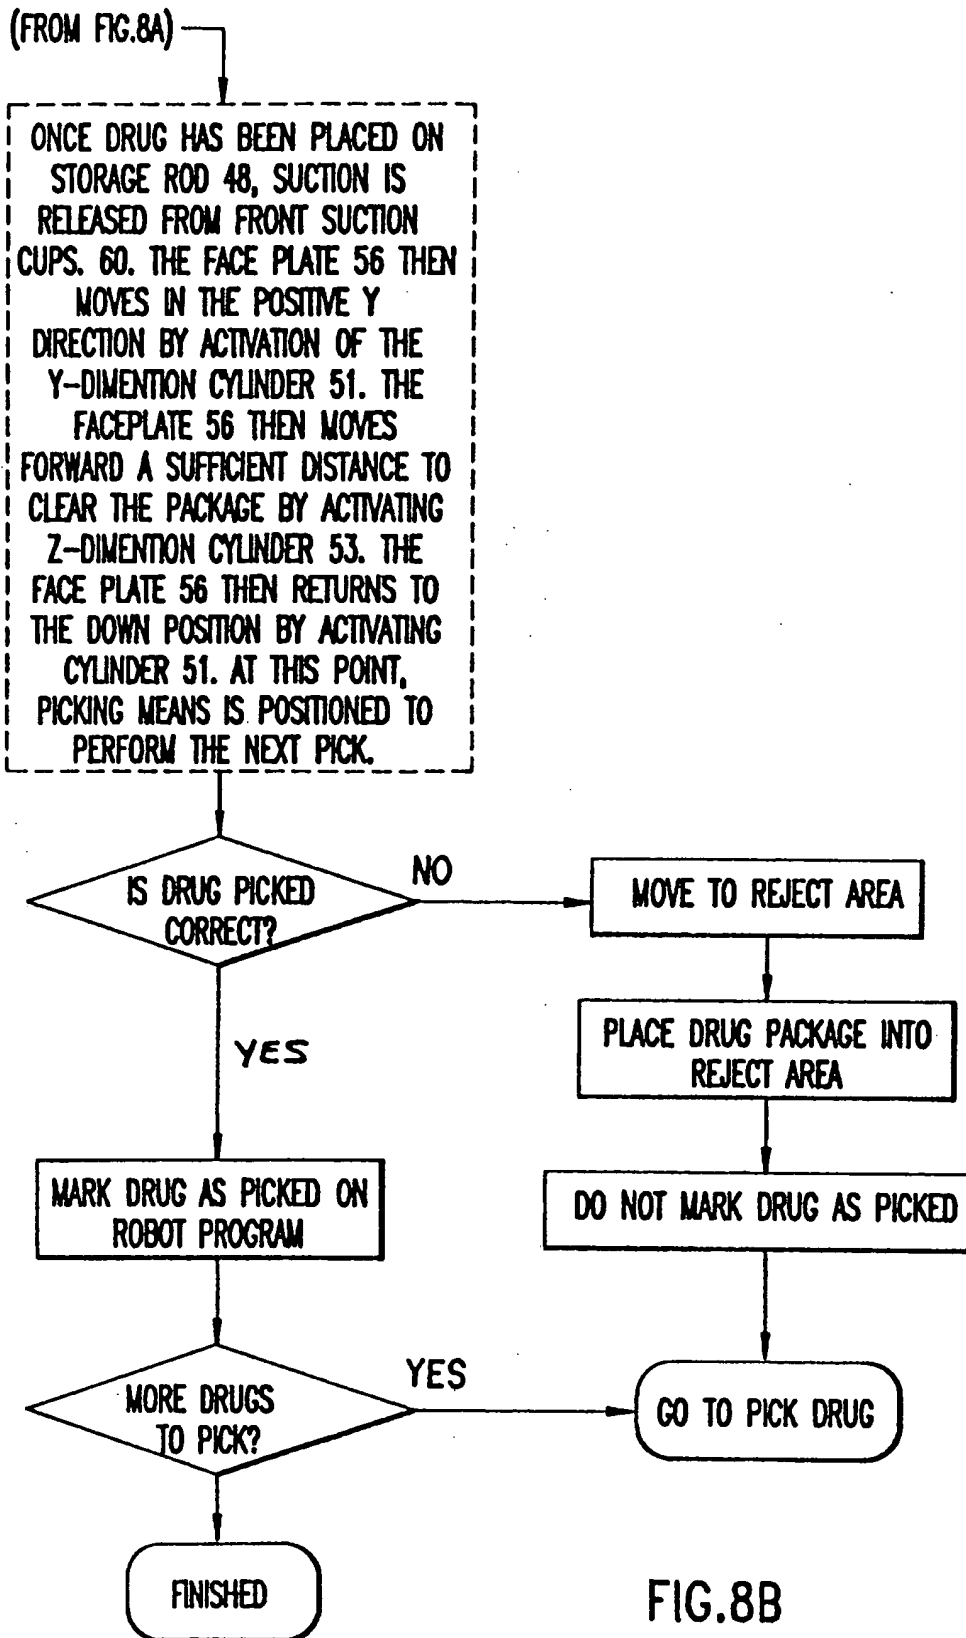 (FROM FIG.8A)
ONCE DRUG HAS BEEN PLACED ON
STORAGE ROD 48, SUCTION IS
RELEASED FROM FRONT SUCTION
CUPS. 60. THE FACE PLATE 56 THEN
MOVES IN THE POSITIVE Y
DIRECTION BY ACTIVATION OF THE
Y-DIMENTION CYLINDER 51. THE
FACEPLATE 56 THEN MOVES
FORWARD A SUFFICIENT DISTANCE TO
CLEAR THE PACKAGE BY ACTIVATING
Z-DIMENTION CYLINDER 53. THE
FACE PLATE 56 THEN RETURNS TO
THE DOWN POSITION BY ACTIVATING
CYLINDER 51. AT THIS POINT,
PICKING MEANS IS POSITIONED TO
PERFORM THE NEXT PICK.
IS DRUG PICKED
CORRECT?
NO
MOVE TO REJECT AREA
PLACE DRUG PACKAGE INTO
REJECT AREA
YES
MARK DRUG AS PICKED ON
ROBOT PROGRAM
DO NOT MARK DRUG AS PICKED
MORE DRUGS
TO PICK?
YES
GO TO PICK DRUG
FINISHED
FIG.8B